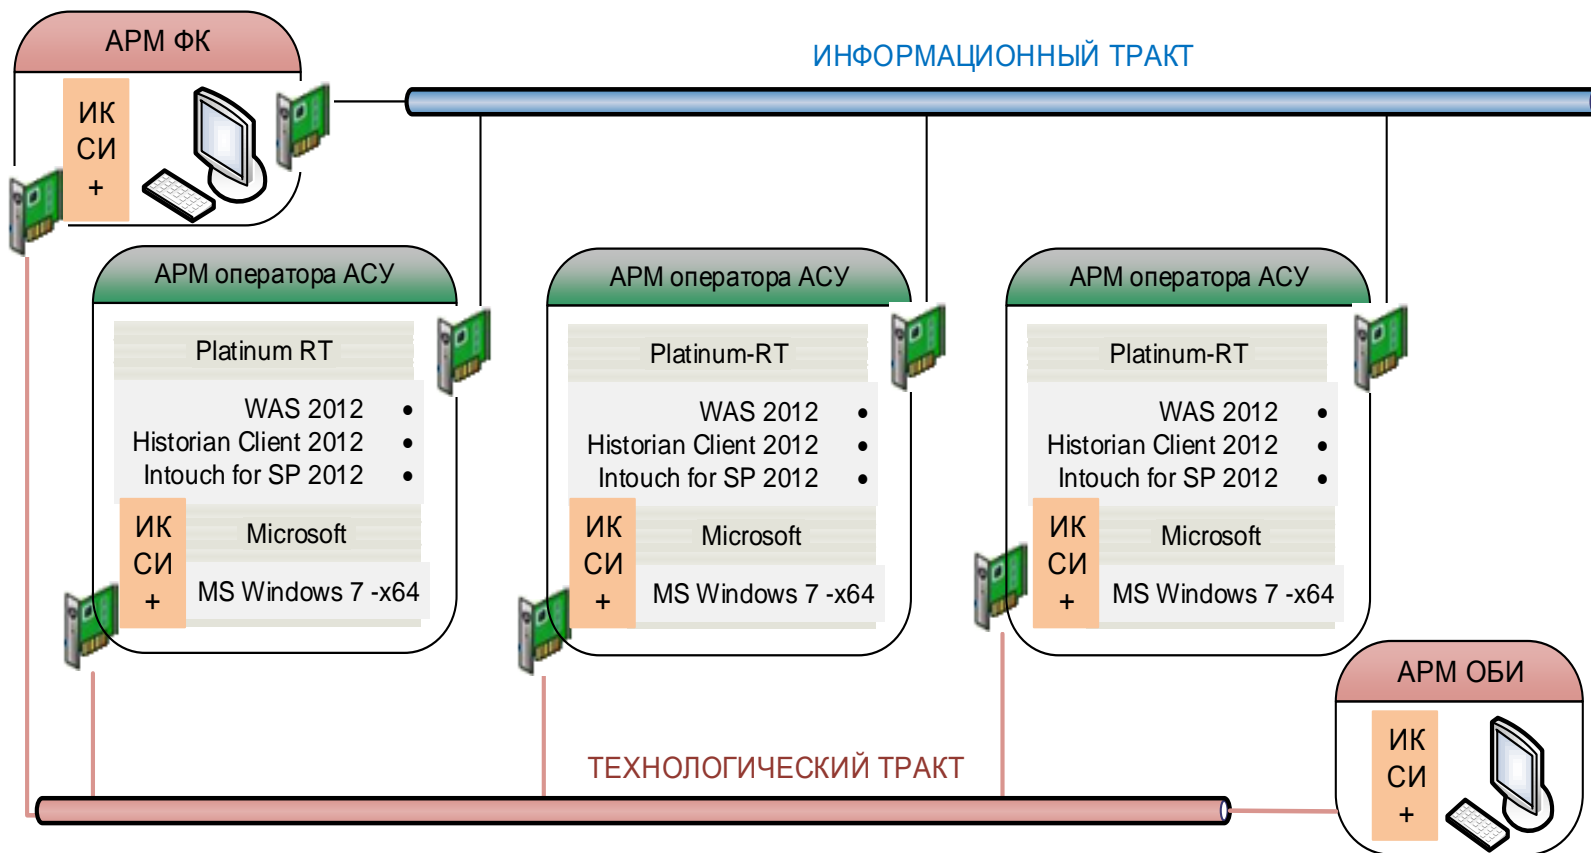 АРМ ФК
ИК
СИ
+
ИНФОРМАЦИОННЫЙ ТРАКТ
АРМ оператора АСУ
Platinum RT
WAS 2012 •
Historian Client 2012 •
Intouch for SP 2012 •
ИК
СИ
+
Microsoft
MS Windows 7 -x64
АРМ оператора АСУ
Platinum-RT
WAS 2012 •
Historian Client 2012 •
Intouch for SP 2012 •
ИК
СИ
+
Microsoft
MS Windows 7 -x64
АРМ оператора АСУ
Platinum-RT
WAS 2012 •
Historian Client 2012 •
Intouch for SP 2012 •
ИК
СИ
+
Microsoft
MS Windows 7 -x64
ТЕХНОЛОГИЧЕСКИЙ ТРАКТ
АРМ ОБИ
ИК
СИ
+